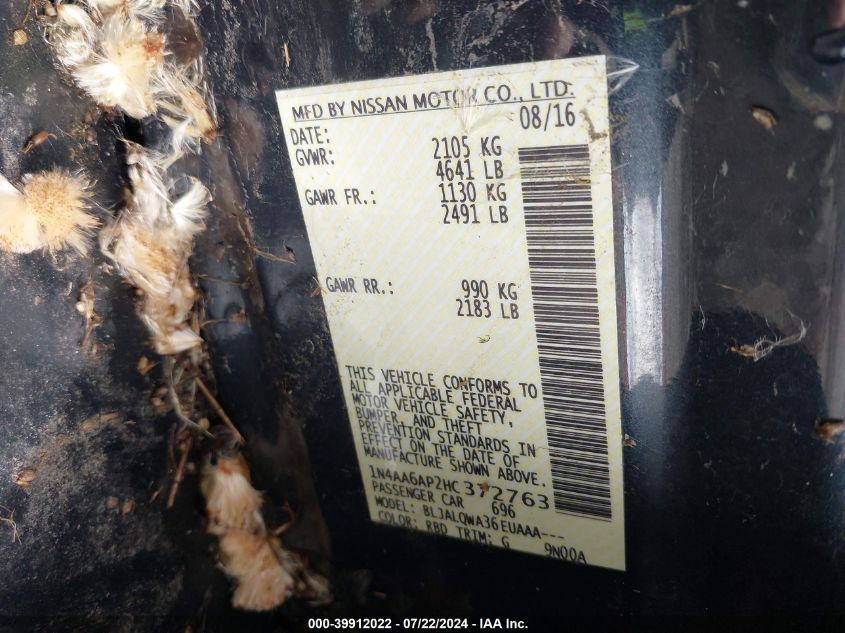 MFD BY NISSAN MOTOR CO., LTD.
DATE: 08/16
GVWR: 2105 KG
4641 LB
GAWR FR.: 1130 KG
2491 LB
GAWR RR.: 990 KG
2183 LB
THIS VEHICLE CONFORMS TO
ALL APPLICABLE FEDERAL
MOTOR VEHICLE SAFETY,
BUMPER, AND THEFT
PREVENTION STANDARDS IN
EFFECT ON THE DATE OF
MANUFACTURE SHOWN ABOVE.
1N4AA6AP2HC372763
PASSENGER CAR 696
MODEL: BLJALQWA36EUAAA---
COLOR: RBD TRIM: G 9N00A
000-39912022 - 07/22/2024 - IAA Inc.